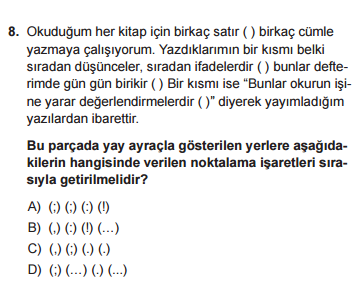 8. Okuduğum her kitap için birkaç satır ( ) birkaç cümle
yazmaya çalışıyorum. Yazdıklarımın bir kısmı belki
sıradan düşünceler, sıradan ifadelerdir ( ) bunlar defte-
rimde gün gün birikir ( ) Bir kısmı ise “Bunlar okurun işi-
ne yarar değerlendirmelerdir ( )” diyerek yayımladığım
yazılardan ibarettir.
Bu parçada yay ayraçla gösterilen yerlere aşağıda-
kilerin hangisinde verilen noktalama işaretleri sıra-
sıyla getirilmelidir?
A) (;) (;) (:) (!)
B) (,) (:) (!) (...)
C) (,) (;) (.) (.)
D) (;) (...) (.) (...)